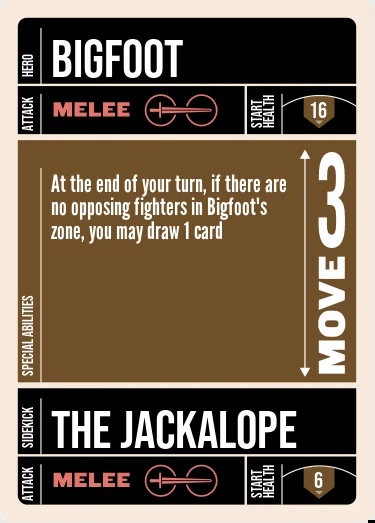 HERO
BIGFOOT
ATTACK
MELEE
START
HEALTH
16
SPECIAL ABILITIES
At the end of your turn, if there are
no opposing fighters in Bigfoot's
zone, you may draw 1 card
MOVE 3
SIDEKICK
THE JACKALOPE
ATTACK
MELEE
START
HEALTH
6